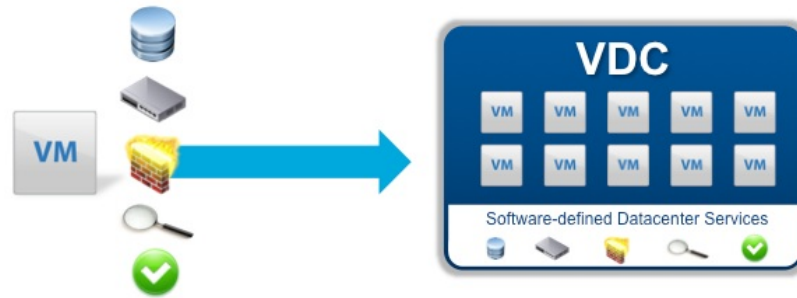 VM
VDC
VM VM VM VM VM
VM VM VM VM VM
Software-defined Datacenter Services